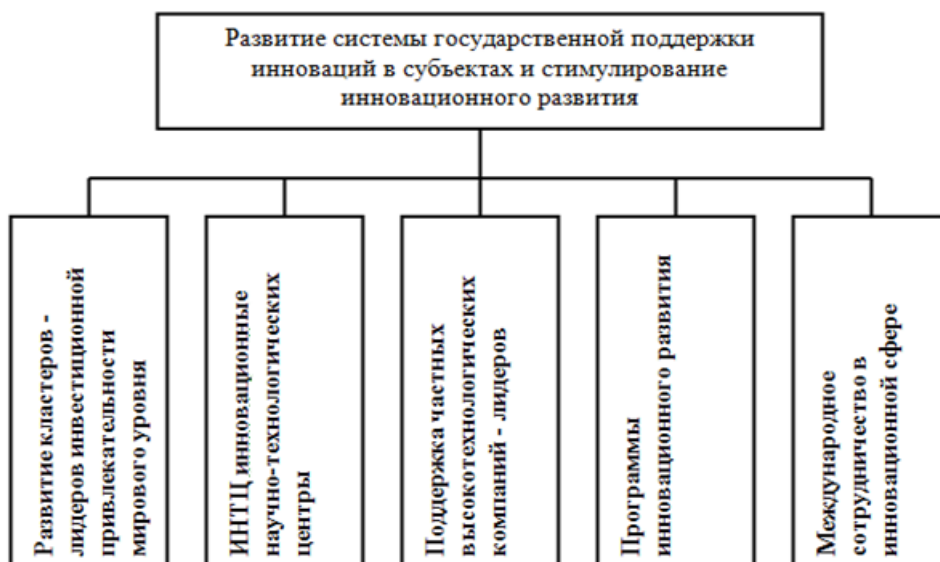 Развитие системы государственной поддержки
инноваций в субъектах и стимулирование
инновационного развития
Развитие кластеров -
лидеров инвестиционной
привлекательности
мирового уровня
ИНТЦ инновационные
научно-технологических
центры
Поддержка частных
высокотехнологических
компаний - лидеров
Программы
инновационного развития
Международное
сотрудничество в
инновационной сфере